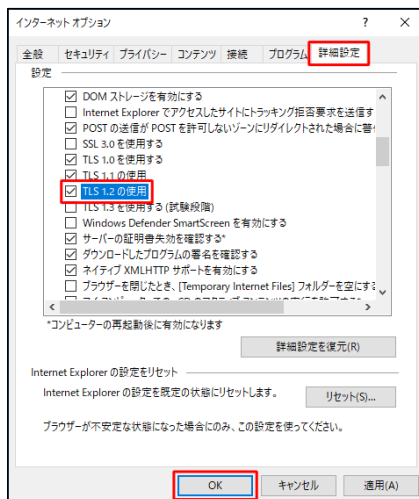 インターネット オプション ? ×
全般 セキュリティ プライバシー コンテンツ 接続 プログラム 詳細設定
設定
DOM ストレージを有効にする
Internet Explorer でアクセスしたサイトにトラッキング拒否要求を送信す
POST の送信が POST を許可しないゾーンにリダイレクトされた場合に警
SSL 3.0 を使用する
TLS 1.0 を使用する
TLS 1.1 の使用
TLS 1.2 の使用
TLS 1.3 を使用する (試験段階)
Windows Defender SmartScreen を有効にする
サーバーの証明書失効を確認する*
ダウンロードしたプログラムの署名を確認する
ネイティブ XMLHTTP サポートを有効にする
ブラウザーを閉じたとき、[Temporary Internet Files] フォルダーを空にする
*コンピューターの再起動後に有効になります
詳細設定を復元(R)
Internet Explorer の設定をリセット
Internet Explorer の設定を既定の状態にリセットします。
リセット(S)...
ブラウザーが不安定な状態になった場合にのみ、この設定を使ってください。
OK キャンセル 適用(A)